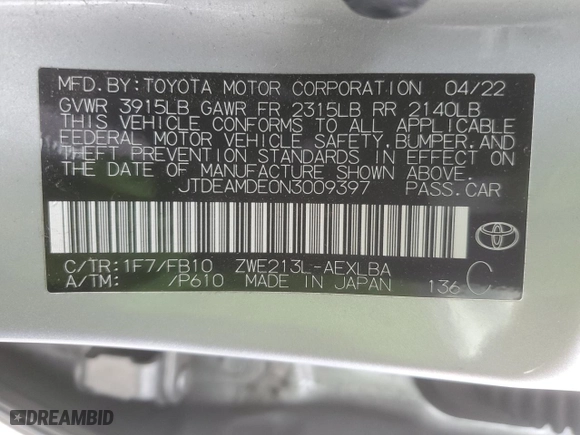 MFD. BY: TOYOTA MOTOR CORPORATION 04/22
GVWR 3915LB GAWR FR 2315LB RR 2140LB
THIS VEHICLE CONFORMS TO ALL APPLICABLE
FEDERAL MOTOR VEHICLE SAFETY, BUMPER, AND
THEFT PREVENTION STANDARDS IN EFFECT ON
THE DATE OF MANUFACTURE SHOWN ABOVE.
JTDEAMDE0N3009397 PASS. CAR
C/TR: 1F7/FB10 ZWE213L-AEXLBA
A/TM: /P610 MADE IN JAPAN 136 C
DREAMBID